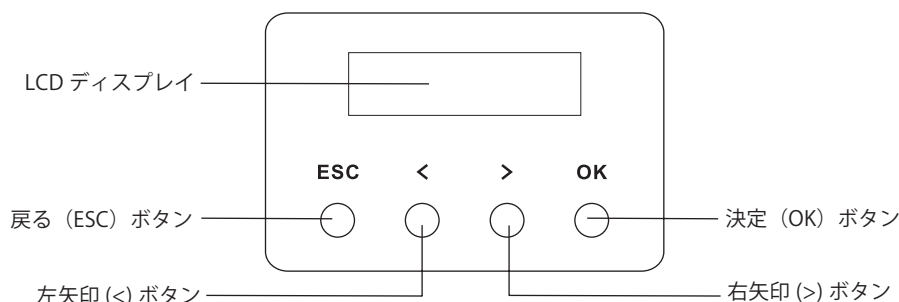 LCD ディスプレイ
ESC < > OK
戻る（ESC）ボタン
決定（OK）ボタン
左矢印 (<) ボタン
右矢印 (>) ボタン